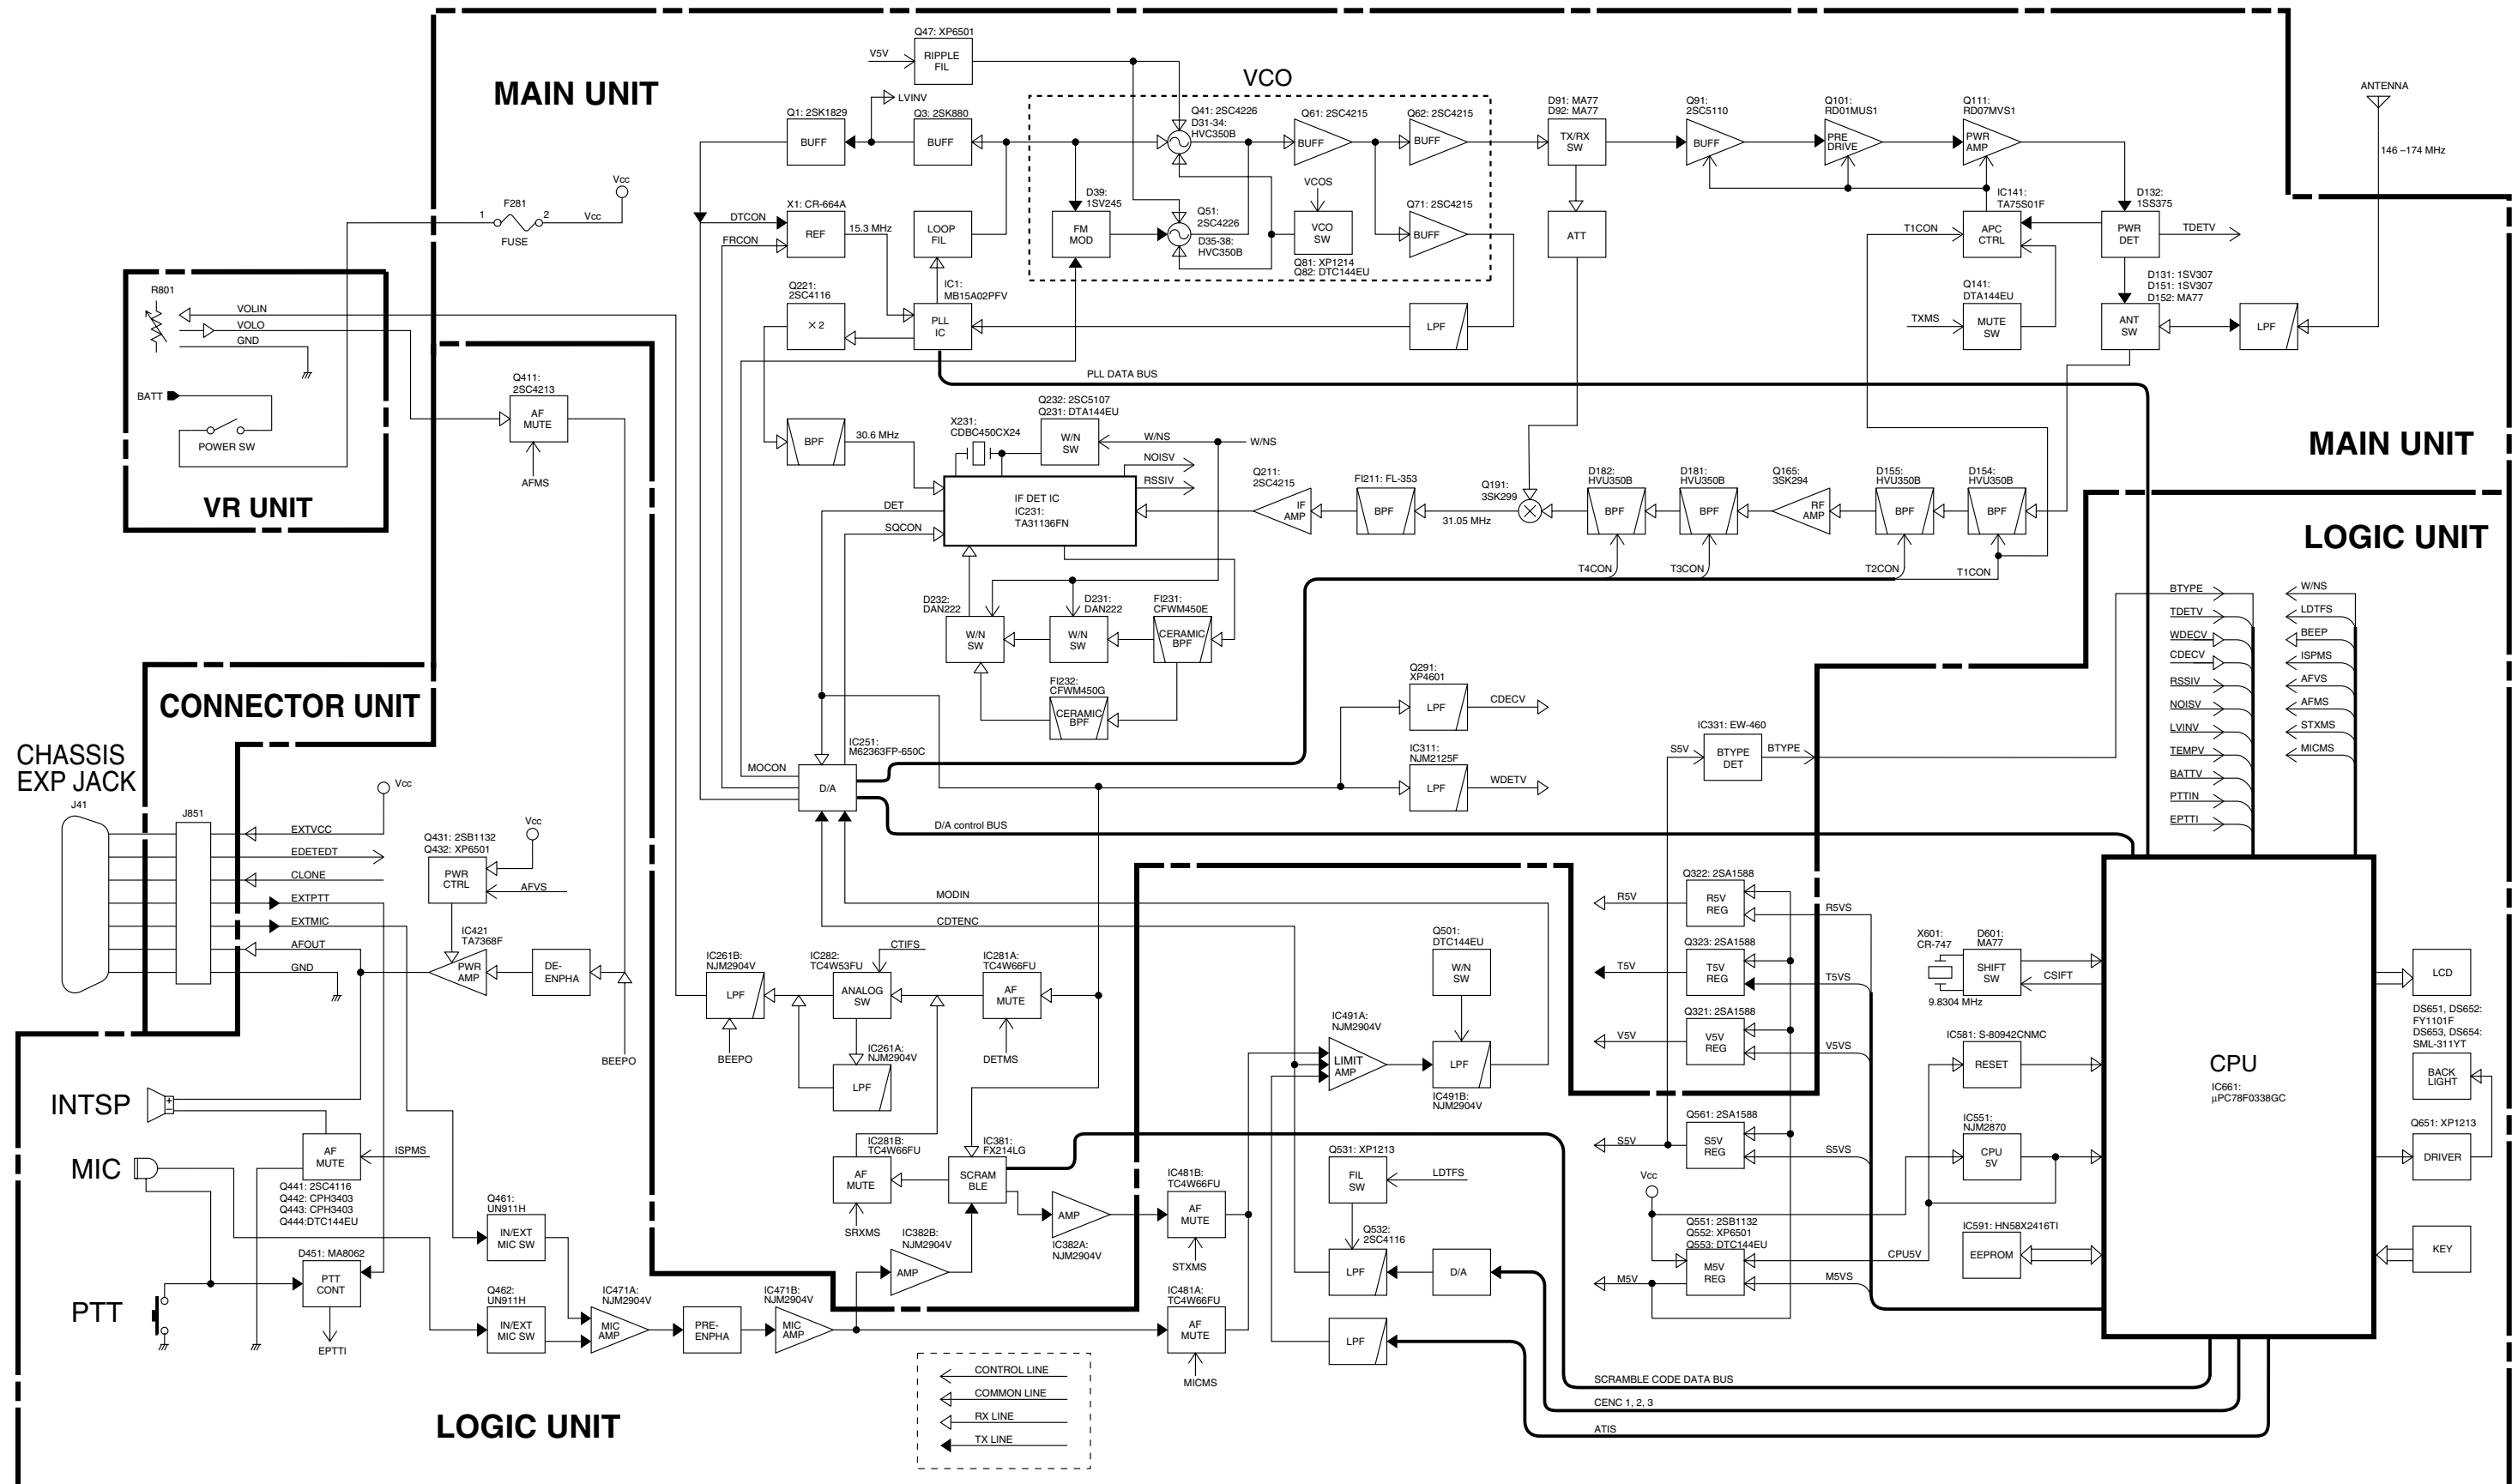 MAIN UNIT
Q47: XP6501
V5V
RIPPLE
FIL
LVINV
VCO
ANTENNA
146 –174 MHz
Q1: 2SK1829
BUFF
Q3: 2SK880
BUFF
Q41: 2SC4226
D31-34:
HVC350B
Q61: 2SC4215
BUFF
Q62: 2SC4215
BUFF
D91: MA77
D92: MA77
TX/RX
SW
Q91:
2SC5110
BUFF
Q101:
RD01MUS1
PRE
DRIVE
Q111:
RD07MVS1
PWR
AMP
Vcc
F281
1
2
Vcc
FUSE
DTCON
FRCON
X1: CR-664A
REF
15.3 MHz
LOOP
FIL
D39:
1SV245
FM
MOD
Q51:
2SC4226
D35-38:
HVC350B
VCOS
VCO
SW
Q81: XP1214
Q82: DTC144EU
Q71: 2SC4215
BUFF
ATT
IC141:
TA75S01F
T1CON
APC
CTRL
D132:
1SS375
PWR
DET
TDETV
R801
VOLIN
VOLO
GND
BATT
POWER SW
VR UNIT
Q221:
2SC4116
X 2
IC1:
MB15A02PFV
PLL
IC
LPF
Q141:
DTA144EU
TXMS
MUTE
SW
D131: 1SV307
D151: 1SV307
D152: MA77
ANT
SW
LPF
PLL DATA BUS
Q411:
2SC4213
AF
MUTE
AFMS
BPF
30.6 MHz
X231:
CDBC450CX24
Q232: 2SC5107
Q231: DTA144EU
W/N
SW
W/NS
W/NS
NOISV
RSSIV
DET
SQCON
IF DET IC
IC231:
TA31136FN
Q211:
2SC4215
IF
AMP
FI211: FL-353
BPF
31.05 MHz
Q191:
3SK299
D182:
HVU350B
BPF
D181:
HVU350B
BPF
Q165:
3SK294
RF
AMP
D155:
HVU350B
BPF
D154:
HVU350B
BPF
T4CON
T3CON
T2CON
T1CON
MAIN UNIT
LOGIC UNIT
D232:
DAN222
W/N
SW
D231:
DAN222
W/N
SW
FI231:
CFWM450E
CERAMIC
BPF
FI232:
CFWM450G
CERAMIC
BPF
Q291:
XP4601
LPF
CDECV
IC311:
NJM2125F
LPF
WDETV
IC331: EW-460
S5V
BTYPE
DET
BTYPE
BTYPE
TDETV
WDECV
CDECV
RSSIV
NOISV
LVINV
TEMPV
BATTV
PTTIN
EPTTI
W/NS
LDTFS
BEEP
ISPMS
AFVS
AFMS
STXMS
MICMS
CONNECTOR UNIT
CHASSIS
EXP JACK
J41
J851
Vcc
EXTVCC
EDETEDT
CLONE
EXTPTT
EXTMIC
AFOUT
GND
Q431: 2SB1132
Q432: XP6501
Vcc
PWR
CTRL
AFVS
IC421
TA7368F
PWR
AMP
DE-
ENPHA
BEEPO
IC251:
M62363FP-650C
MOCON
D/A
D/A control BUS
MODIN
CDTENC
IC261B:
NJM2904V
LPF
BEEPO
IC282:
TC4W53FU
CTIFS
ANALOG
SW
IC261A:
NJM2904V
LPF
IC281A:
TC4W66FU
AF
MUTE
DETMS
Q501:
DTC144EU
W/N
SW
IC491A:
NJM2904V
LIMIT
AMP
LPF
IC491B:
NJM2904V
Q322: 2SA1588
R5V
R5V
REG
R5VS
Q323: 2SA1588
T5V
T5V
REG
T5VS
Q321: 2SA1588
V5V
V5V
REG
V5VS
Q561: 2SA1588
S5V
S5V
REG
S5VS
Vcc
Q551: 2SB1132
Q552: XP6501
Q553: DTC144EU
M5V
M5V
REG
CPU5V
M5VS
X601:
CR-747
9.8304 MHz
D601:
MA77
SHIFT
SW
CSIFT
IC581: S-80942CNMC
RESET
IC551:
NJM2870
CPU
5V
IC591: HN58X2416TI
EEPROM
CPU
IC661:
µPC78F0338GC
LCD
DS651, DS652:
FY1101F
DS653, DS654:
SML-311YT
BACK
LIGHT
Q651: XP1213
DRIVER
KEY
INTSP
MIC
PTT
AF
MUTE
ISPMS
Q441: 2SC4116
Q442: CPH3403
Q443: CPH3403
Q444:DTC144EU
D451: MA8062
PTT
CONT
EPTTI
Q461:
UN911H
IN/EXT
MIC SW
Q462:
UN911H
IN/EXT
MIC SW
IC471A:
NJM2904V
MIC
AMP
PRE-
ENPHA
IC471B:
NJM2904V
MIC
AMP
IC281B:
TC4W66FU
AF
MUTE
SRXMS
IC381:
FX214LG
SCRAM
BLE
IC382B:
NJM2904V
AMP
AMP
IC382A:
NJM2904V
IC481B:
TC4W66FU
AF
MUTE
STXMS
IC481A:
TC4W66FU
AF
MUTE
MICMS
Q531: XP1213
FIL
SW
LDTFS
Q532:
2SC4116
LPF
D/A
LPF
SCRAMBLE CODE DATA BUS
CENC 1, 2, 3
ATIS
CONTROL LINE
COMMON LINE
RX LINE
TX LINE
LOGIC UNIT